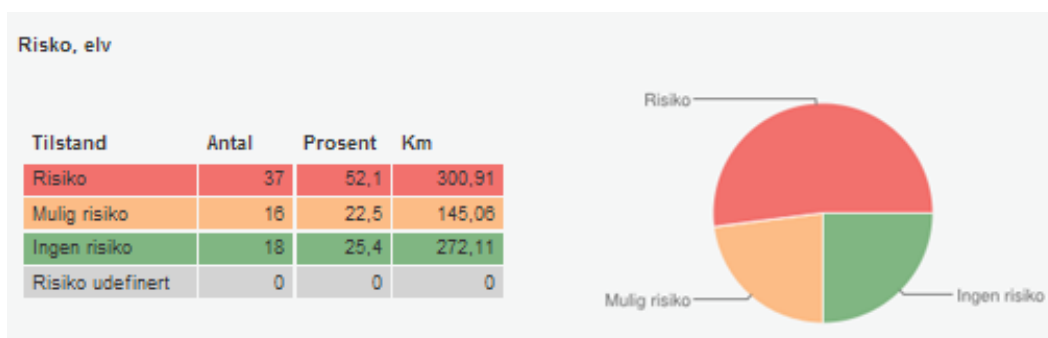 Risko, elv
Tilstand Antal Prosent Km
Risiko 37 52,1 300,91
Mulig risiko 16 22,5 145,06
Ingen risiko 18 25,4 272,11
Risiko udefinert 0 0 0
Risiko
Mulig risiko
Ingen risiko